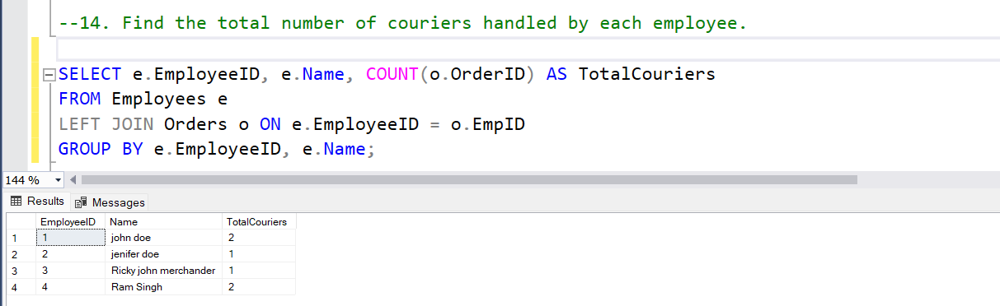 --14. Find the total number of couriers handled by each employee.
SELECT e.EmployeeID, e.Name, COUNT(o.OrderID) AS TotalCouriers
FROM Employees e
LEFT JOIN Orders o ON e.EmployeeID = o.EmpID
GROUP BY e.EmployeeID, e.Name;
144 %
Results Messages
EmployeeID Name TotalCouriers
1 1 john doe 2
2 2 jenifer doe 1
3 3 Ricky john merchander 1
4 4 Ram Singh 2